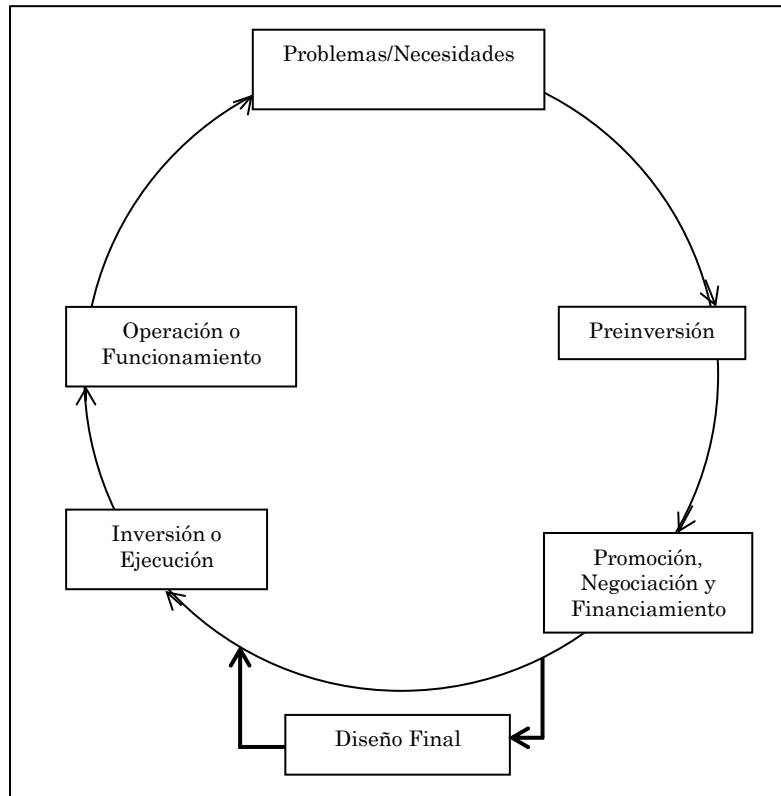 Problemas/Necesidades
Preinversión
Promoción,
Negociación y
Financiamiento
Diseño Final
Inversión o
Ejecución
Operación o
Funcionamiento